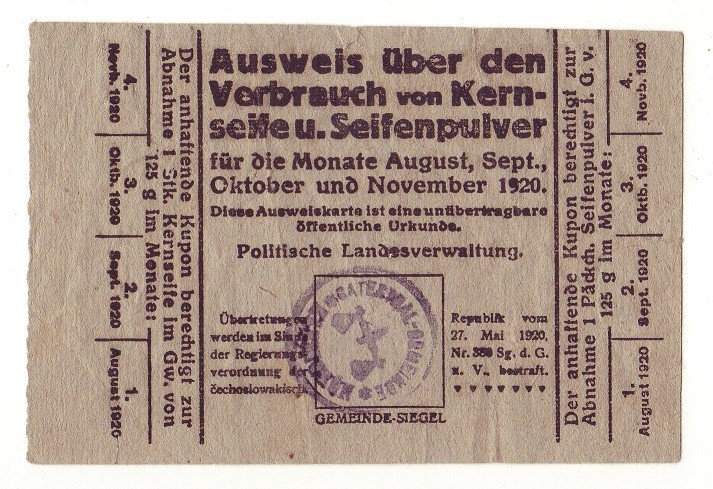 4.
Novb. 1920
3.
Oktb. 1920
2.
Sept. 1920
1.
August 1920
Der anhaftende Kupon berechtigt zur
Abnahme 1 Stk. Kernseife im Gw. von
125 g im Monate:
Ausweis über den
Verbrauch von Kern-
seife u. Seifenpulver
für die Monate August, Sept.,
Oktober und November 1920.
Diese Ausweiskarte ist eine unübertragbare
öffentliche Urkunde.
Politische Landesverwaltung.
Übertretungen
werden im Sinne
der Regierungs-
verordnung der
čechoslowakisch.
Republik vom
27. Mai 1920,
Nr. 389 Sg. d. G.
u. V., bestraft.
GEMEINDE-SIEGEL
Der anhaftende Kupon berechtigt zur
Abnahme 1 Päckch. Seifenpulver i. G. v.
125 g im Monate:
4.
Novb. 1920
3.
Oktb. 1920
2.
Sept. 1920
1.
August 1920